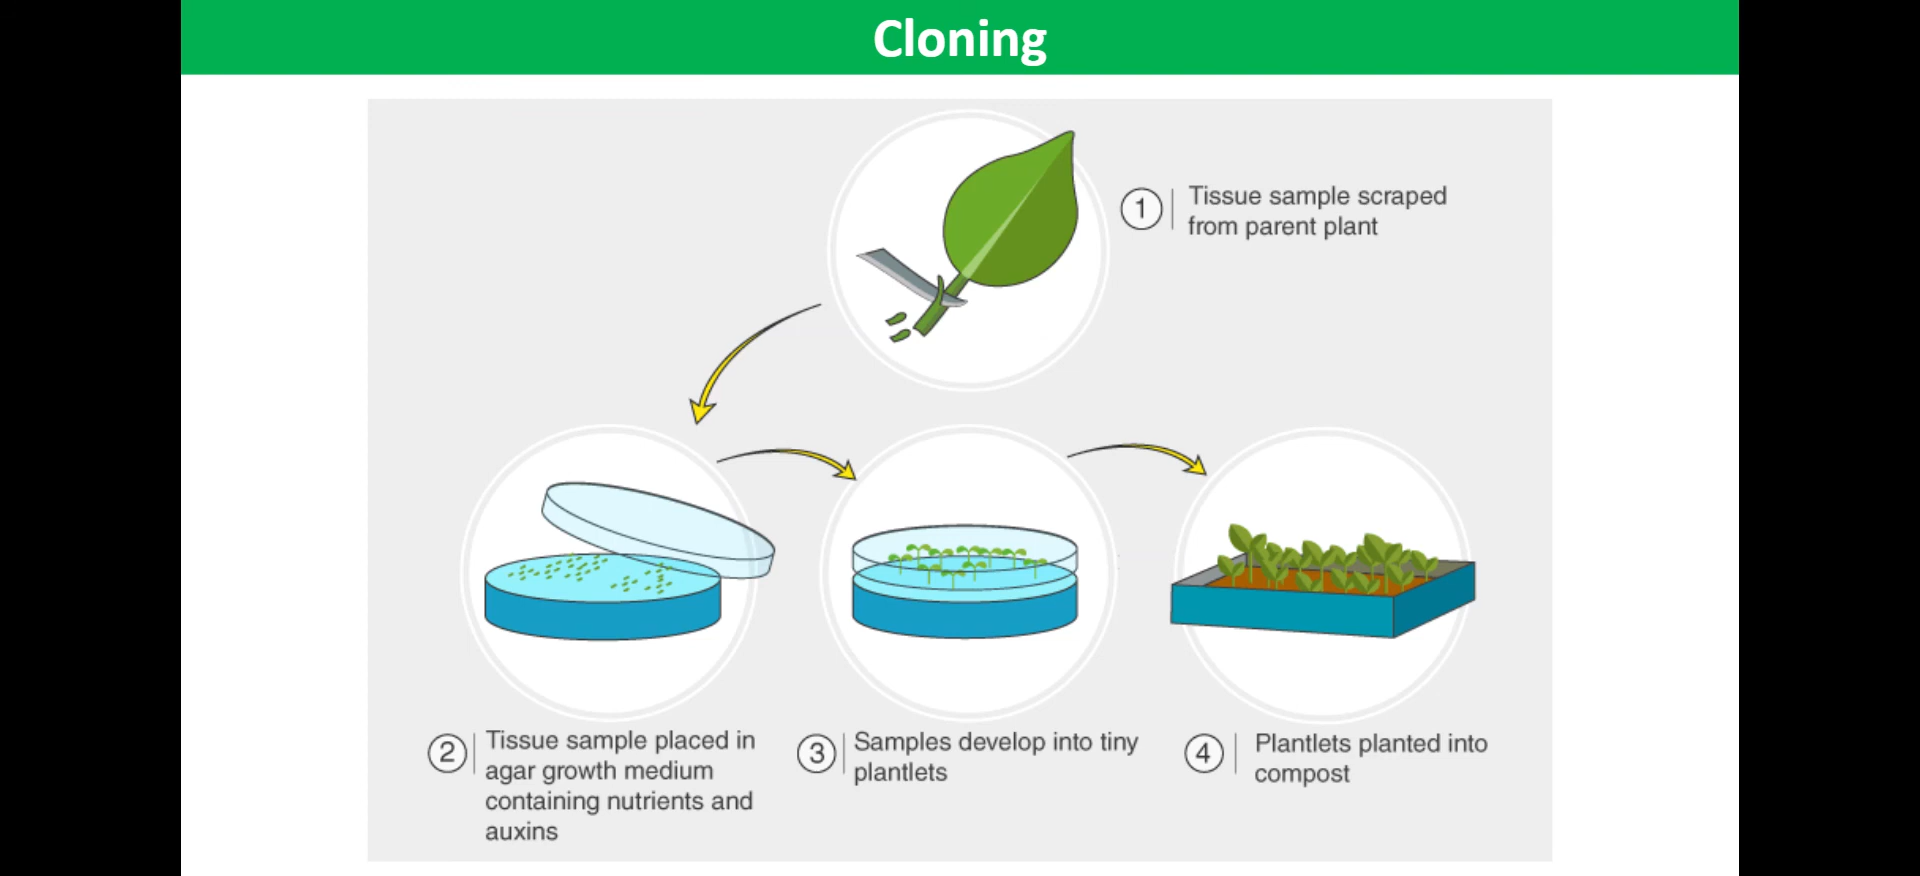 Cloning
1
Tissue sample scraped
from parent plant
2
Tissue sample placed in
agar growth medium
containing nutrients and
auxins
3
Samples develop into tiny
plantlets
4
Plantlets planted into
compost